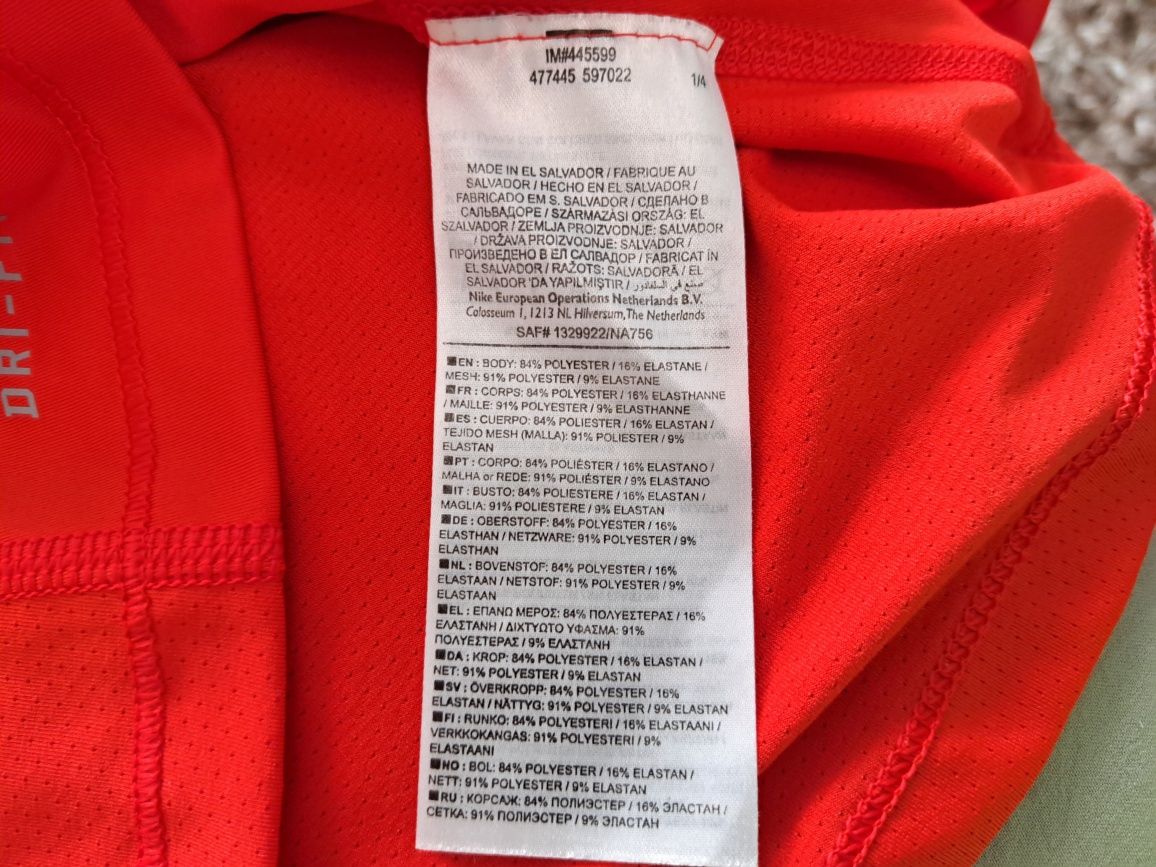 IM#445599
477445 597022
1/4
MADE IN EL SALVADOR / FABRIQUE AU
SALVADOR / HECHO EN EL SALVADOR /
FABRICADO EM S. SALVADOR / СДЕЛАНО В
САЛЬВАДОРЕ / SZÁRMAZÁSI ORSZÁG: EL
SZALVADOR / ZEMLJA PROIZVODNJE: SALVADOR
/ DRŽAVA PROIZVODNJE: SALVADOR /
ПРОИЗВЕДЕНО В ЕЛ САЛВАДОР / FABRICAT ÎN
EL SALVADOR / RAŽOTS: SALVADORĀ / EL
SALVADOR 'DA YAPILMIŞTIR / صنع في السلفادور
Nike European Operations Netherlands B.V.
Colosseum 1, 1213 NL Hilversum, The Netherlands
SAF# 1329922/NA756
EN : BODY: 84% POLYESTER / 16% ELASTANE /
MESH: 91% POLYESTER / 9% ELASTANE
FR : CORPS: 84% POLYESTER / 16% ELASTHANNE
/ MAILLE: 91% POLYESTER / 9% ELASTHANNE
ES : CUERPO: 84% POLIESTER / 16% ELASTAN /
TEJIDO MESH (MALLA): 91% POLIESTER / 9%
ELASTAN
PT : CORPO: 84% POLIÉSTER / 16% ELASTANO /
MALHA or REDE: 91% POLIÉSTER / 9% ELASTANO
IT : BUSTO: 84% POLIESTERE / 16% ELASTAN /
MAGLIA: 91% POLIESTERE / 9% ELASTAN
DE : OBERSTOFF: 84% POLYESTER / 16%
ELASTHAN / NETZWARE: 91% POLYESTER / 9%
ELASTHAN
NL : BOVENSTOF: 84% POLYESTER / 16%
ELASTAAN / NETSTOF: 91% POLYESTER / 9%
ELASTAAN
EL : ΕΠΑΝΩ ΜΕΡΟΣ: 84% ΠΟΛΥΕΣΤΕΡΑΣ / 16%
ΕΛΑΣΤΑΝΗ / ΔΙΧΤΥΩΤΟ ΥΦΑΣΜΑ: 91%
ΠΟΛΥΕΣΤΕΡΑΣ / 9% ΕΛΑΣΤΑΝΗ
DA : KROP: 84% POLYESTER / 16% ELASTAN /
NET: 91% POLYESTER / 9% ELASTAN
SV : ÖVERKROPP: 84% POLYESTER / 16%
ELASTAN / NÄTTYG: 91% POLYESTER / 9% ELASTAN
FI : RUNKO: 84% POLYESTERI / 16% ELASTAANI /
VERKKOKANGAS: 91% POLYESTERI / 9%
ELASTAANI
NO : BOL: 84% POLYESTER / 16% ELASTAN /
NETT: 91% POLYESTER / 9% ELASTAN
RU : КОРСАЖ: 84% ПОЛИЭСТЕР / 16% ЭЛАСТАН /
СЕТКА: 91% ПОЛИЭСТЕР / 9% ЭЛАСТАН
DRI-FIT